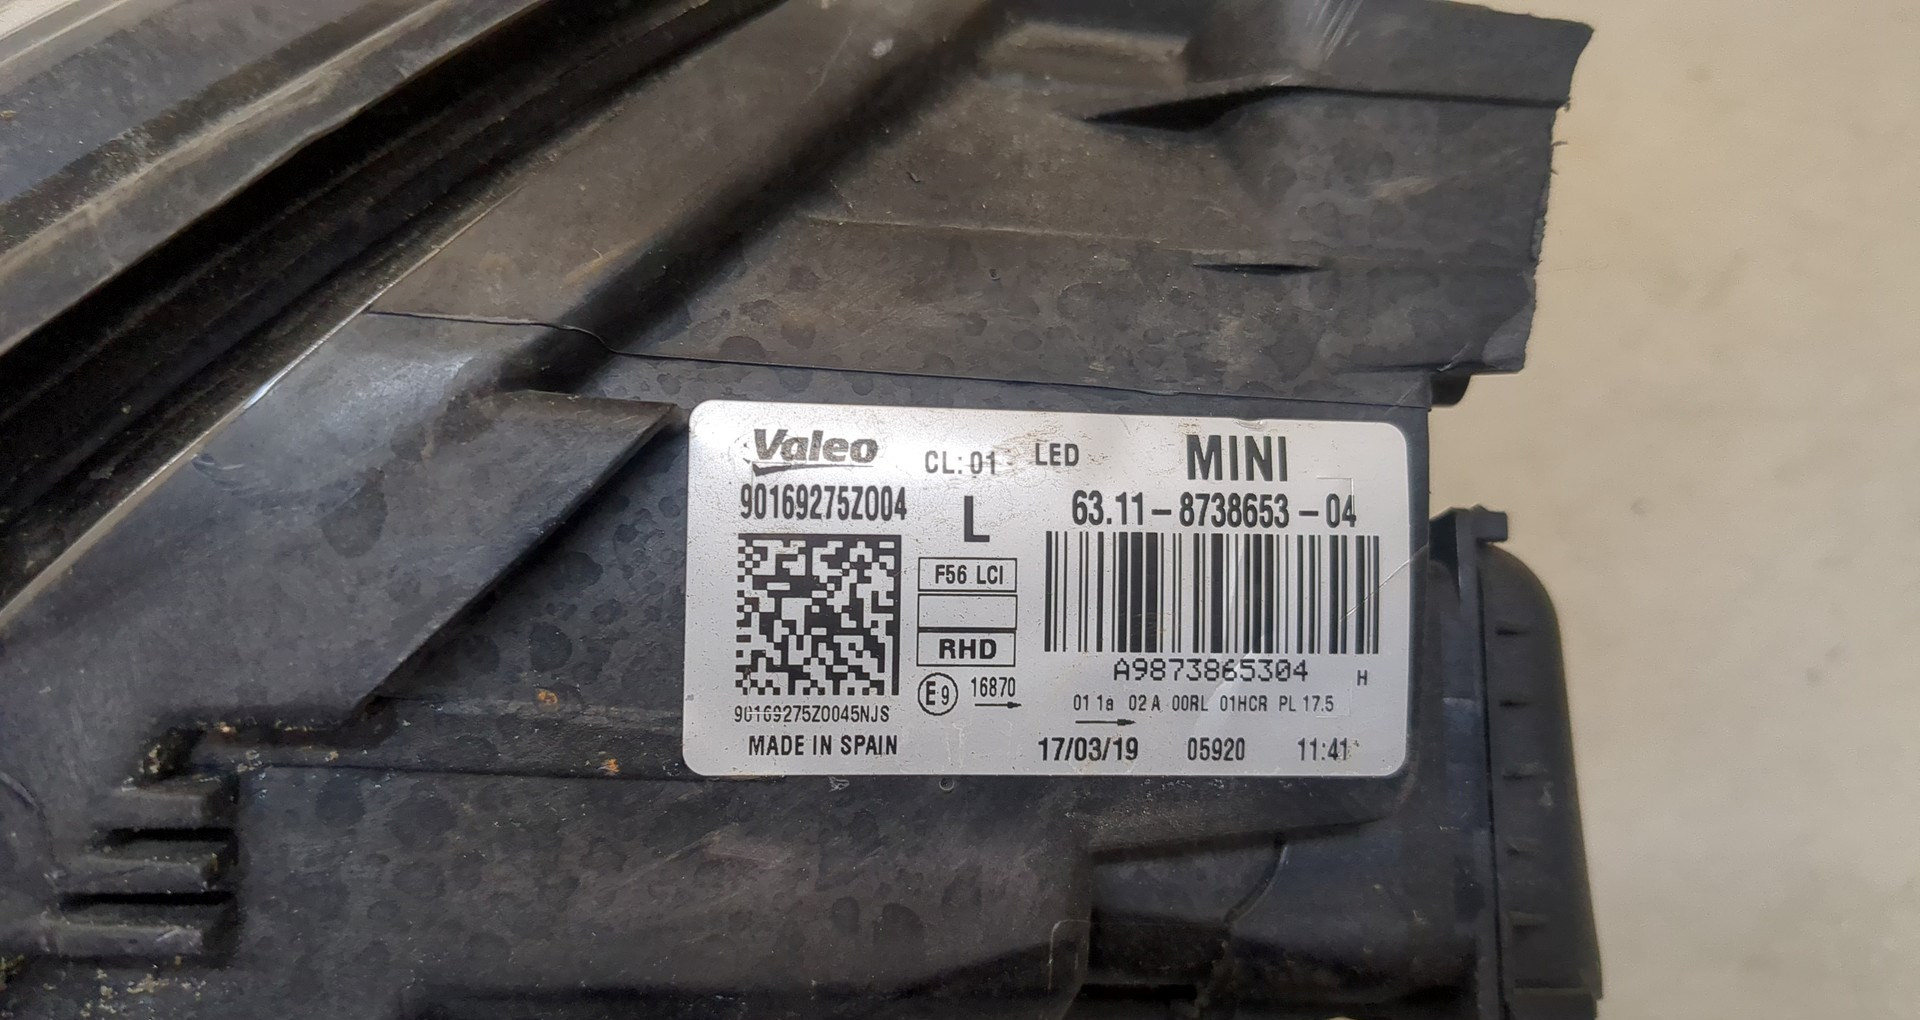 Valeo CL: 01 LED MINI
90169275Z004 L 63.11-8738653-04
F56 LCI
RHD
A9873865304 H
E9 16870
01 1a 02A 00RL 01HCR PL 17.5
90169275Z0045NJS
MADE IN SPAIN 17/03/19 05920 11:41